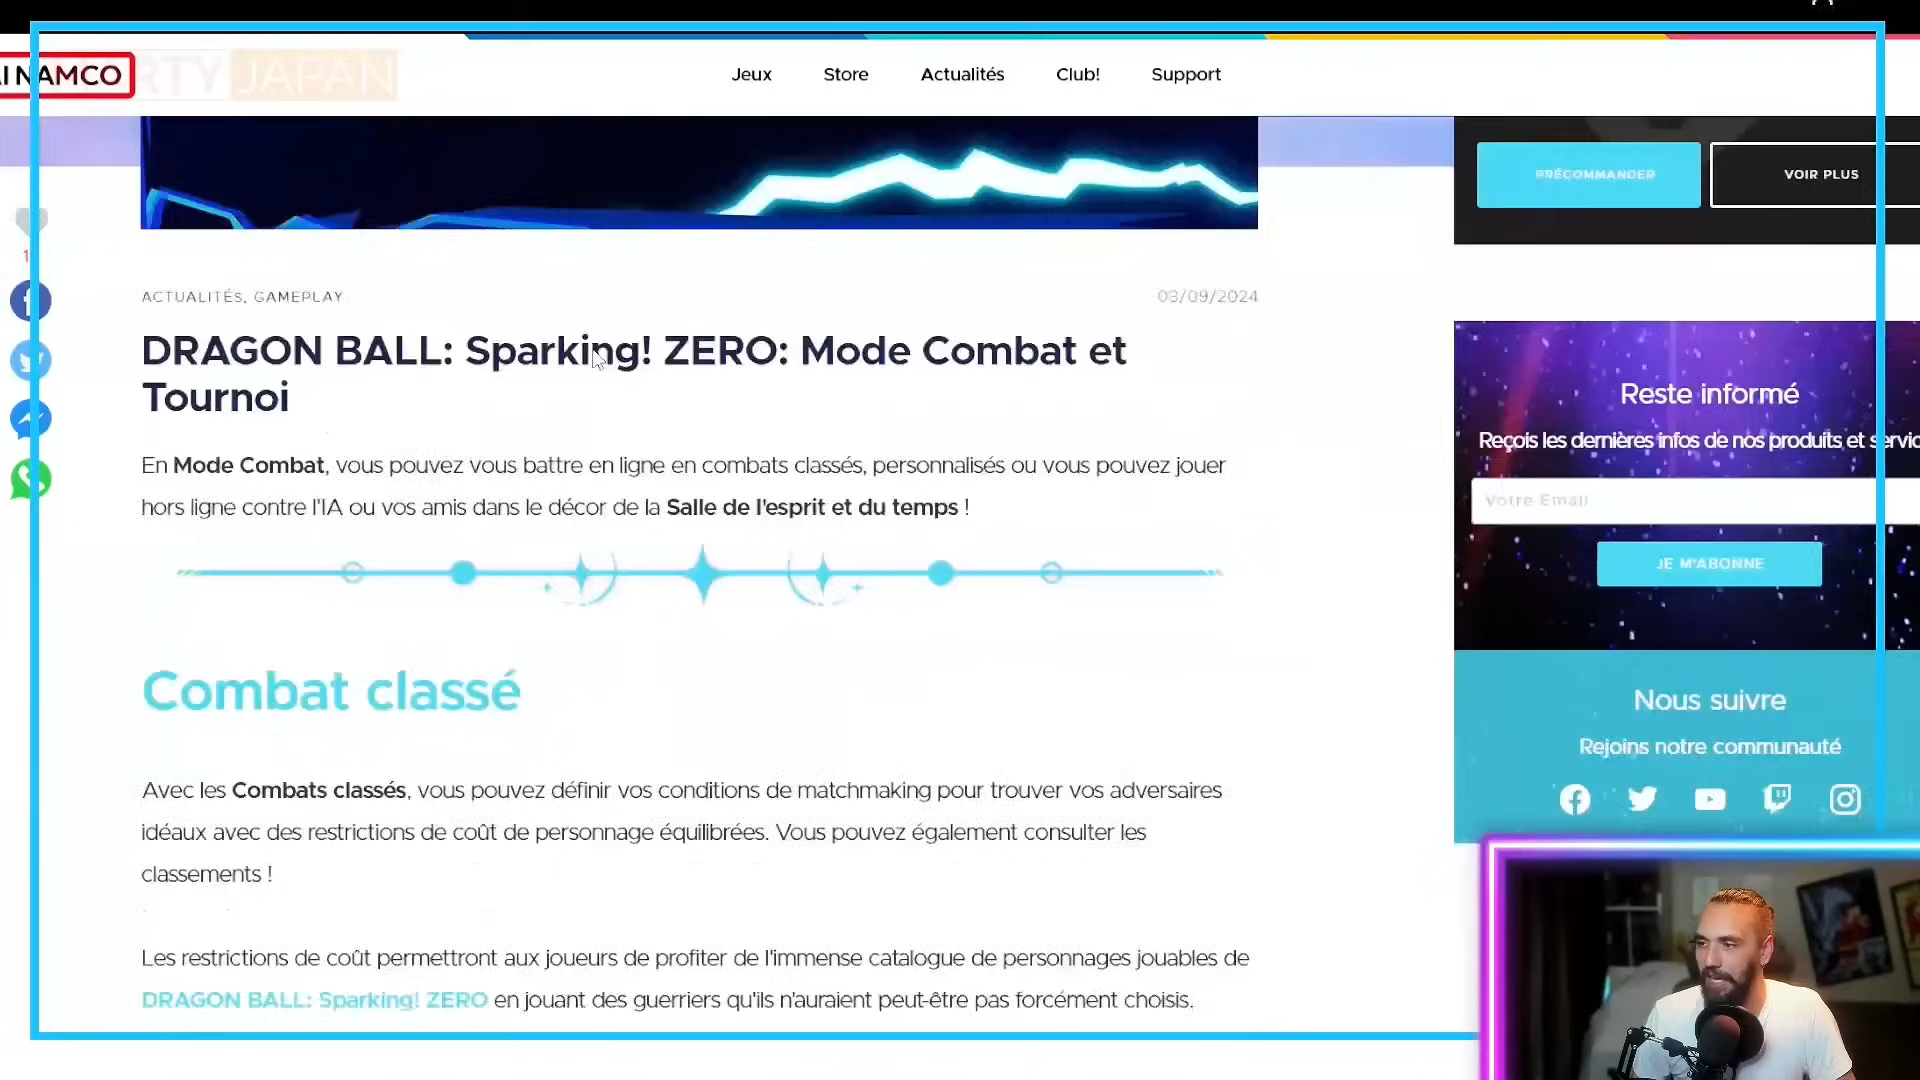 NAMCO
RTY JAPAN
Jeux
Store
Actualités
Club!
Support
PRÉCOMMANDER
VOIR PLUS
ACTUALITÉS, GAMEPLAY
03/09/2024
DRAGON BALL: Sparking! ZERO: Mode Combat et
Tournoi
En Mode Combat, vous pouvez vous battre en ligne en combats classés, personnalisés ou vous pouvez jouer
hors ligne contre l'IA ou vos amis dans le décor de la Salle de l'esprit et du temps !
Combat classé
Avec les Combats classés, vous pouvez définir vos conditions de matchmaking pour trouver vos adversaires
idéaux avec des restrictions de coût de personnage équilibrées. Vous pouvez également consulter les
classements !
Les restrictions de coût permettront aux joueurs de profiter de l'immense catalogue de personnages jouables de
DRAGON BALL: Sparking! ZERO en jouant des guerriers qu'ils n'auraient peut-être pas forcément choisis.
Reste informé
Reçois les dernières infos de nos produits et servic
Votre Email
JE M'ABONNE
Nous suivre
Rejoins notre communauté